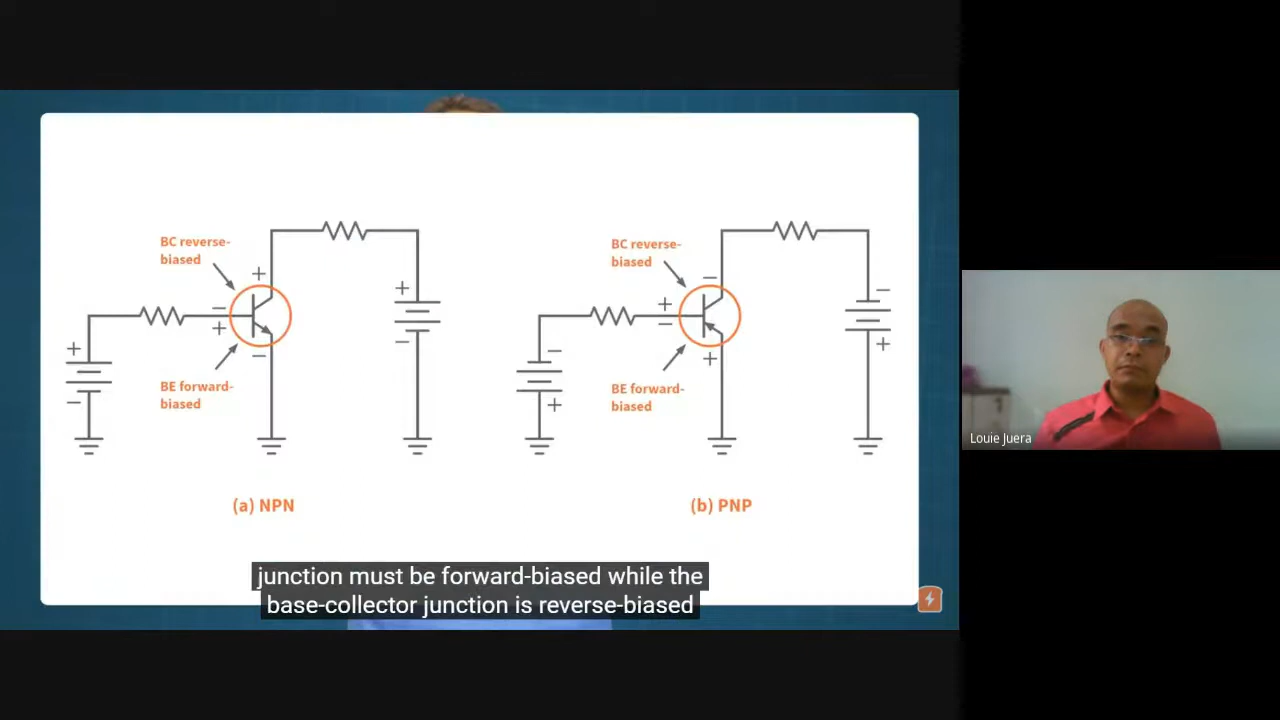 BC reverse-
biased
+
−
+
−
BE forward-
biased
+
−
+
−
(a) NPN
BC reverse-
biased
−
+
−
+
BE forward-
biased
−
+
−
+
(b) PNP
junction must be forward-biased while the
base-collector junction is reverse-biased
Louie Juera